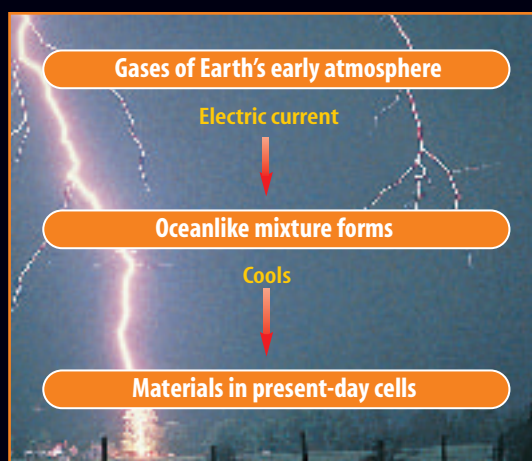 Gases of Earth's early atmosphere
Electric current
Oceanlike mixture forms
Cools
Materials in present-day cells